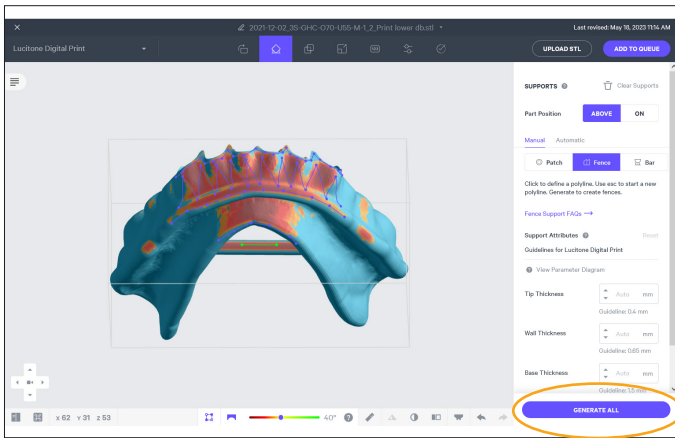 2021-12-02_3S-GHC-O70-U55-M-1_2_Print lower db.stl
Last revised: May 18, 2023 11:14 AM
Lucitone Digital Print
UPLOAD STL
ADD TO QUEUE
SUPPORTS
Clear Supports
Part Position
ABOVE
ON
Manual
Automatic
Patch
Fence
Bar
Click to define a polyline. Use esc to start a new
polyline. Generate to create fences.
Fence Support FAQs →
Support Attributes
Reset
Guidelines for Lucitone Digital Print
View Parameter Diagram
Tip Thickness
Auto mm
Guideline: 0.4 mm
Wall Thickness
Auto mm
Guideline: 0.65 mm
Base Thickness
Auto mm
Guideline: 1.5 mm
x 62 Y 31 z 53
40°
GENERATE ALL